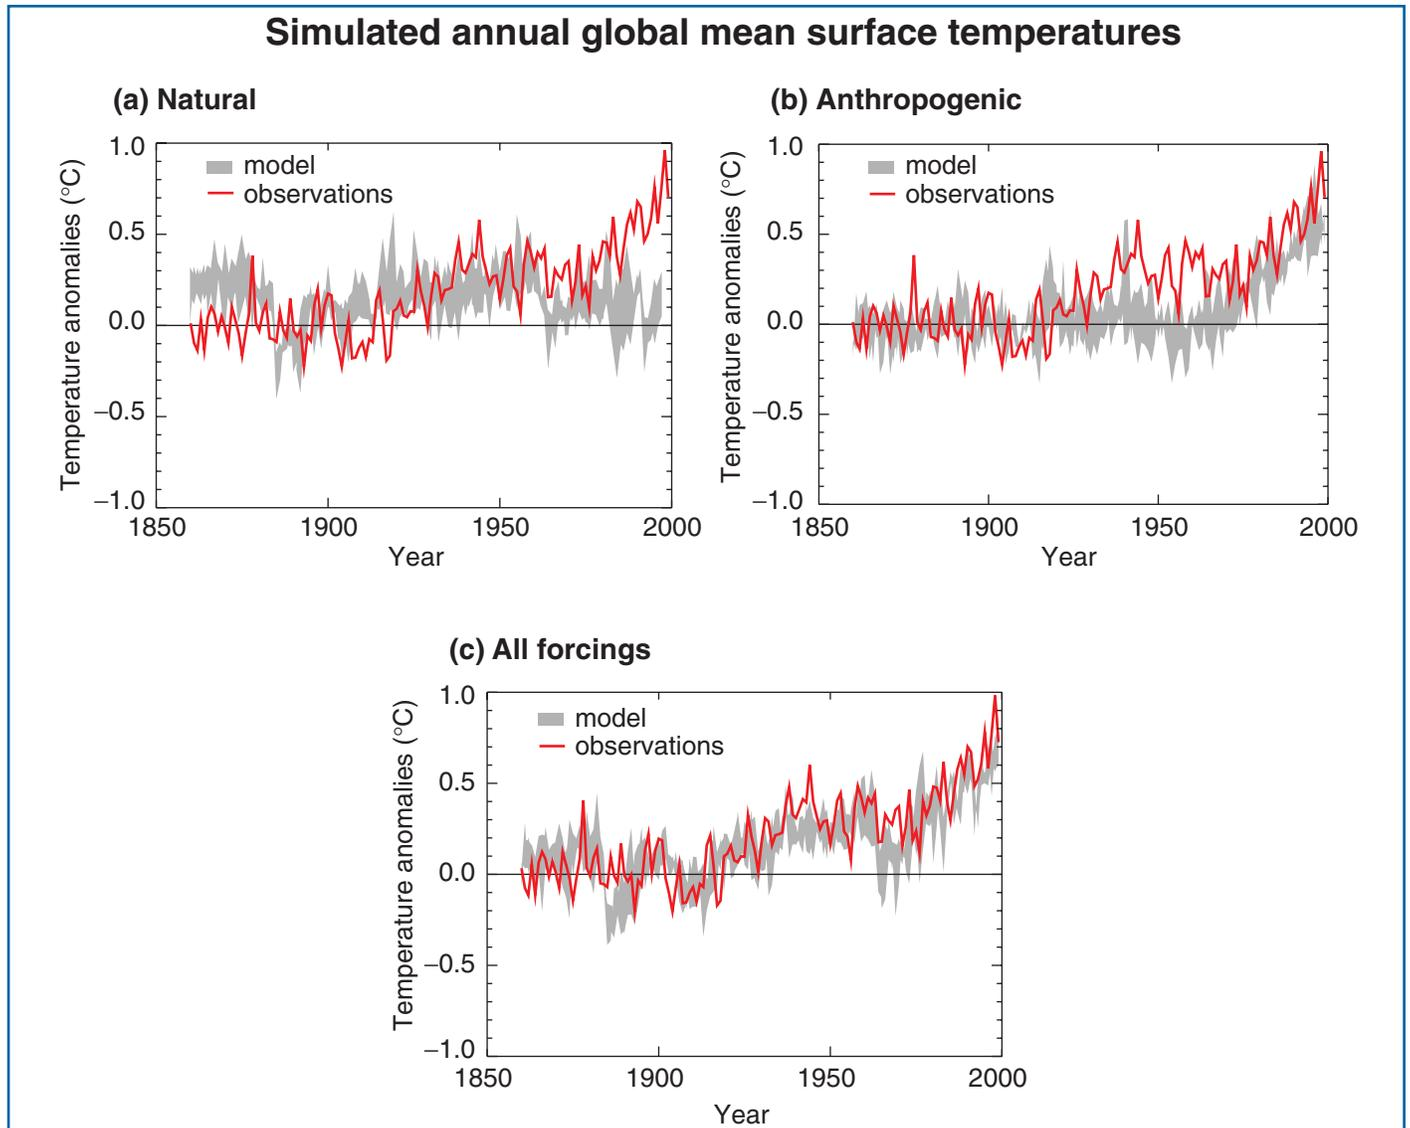 Simulated annual global mean surface temperatures
(a) Natural
1.0
0.5
0.0
−0.5
−1.0
Temperature anomalies (°C)
model
observations
1850 1900 1950 2000
Year
(b) Anthropogenic
1.0
0.5
0.0
−0.5
−1.0
Temperature anomalies (°C)
model
observations
1850 1900 1950 2000
Year
(c) All forcings
1.0
0.5
0.0
−0.5
−1.0
Temperature anomalies (°C)
model
observations
1850 1900 1950 2000
Year